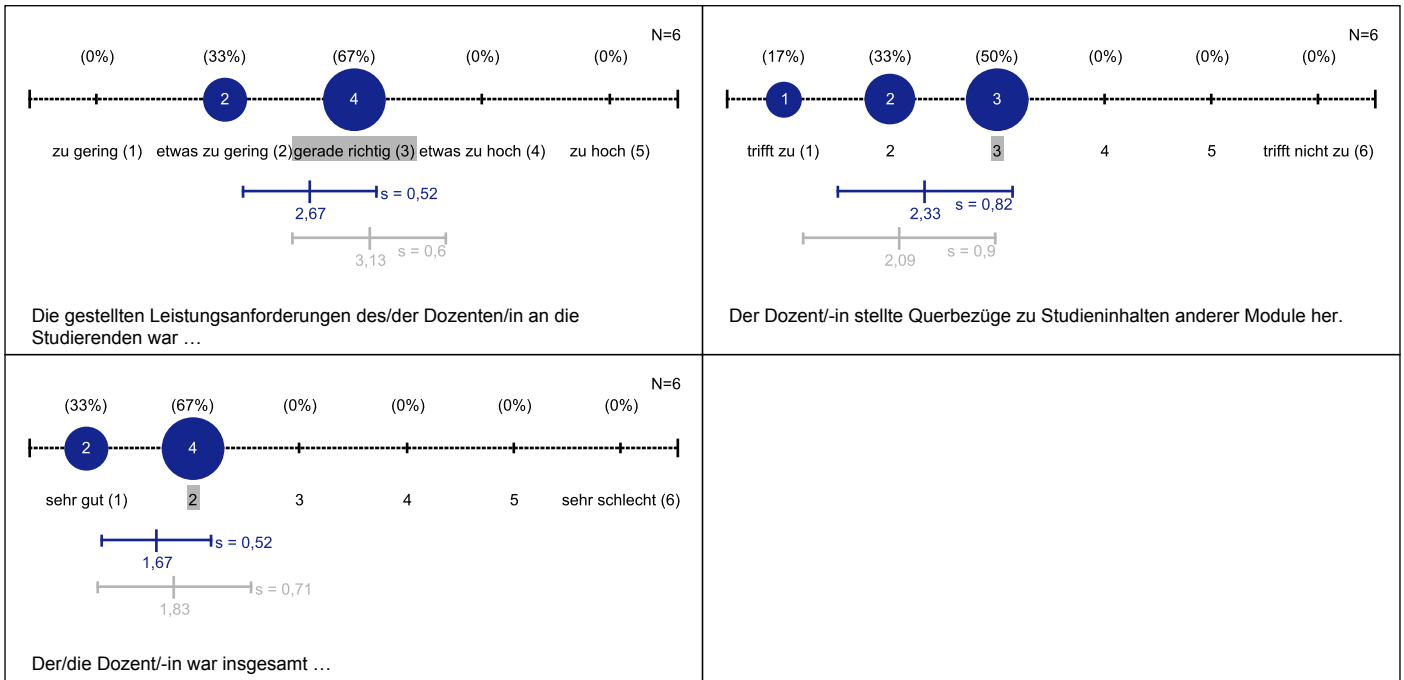 N=6
(0%) (33%) (67%) (0%) (0%)
2 4
zu gering (1) etwas zu gering (2) gerade richtig (3) etwas zu hoch (4) zu hoch (5)
s = 0,52
2,67
s = 0,6
3,13
Die gestellten Leistungsanforderungen des/der Dozenten/in an die
Studierenden war …
N=6
(17%) (33%) (50%) (0%) (0%) (0%)
1 2 3
trifft zu (1) 2 3 4 5 trifft nicht zu (6)
s = 0,82
2,33
s = 0,9
2,09
Der Dozent/-in stellte Querbezüge zu Studieninhalten anderer Module her.
N=6
(33%) (67%) (0%) (0%) (0%) (0%)
2 4
sehr gut (1) 2 3 4 5 sehr schlecht (6)
s = 0,52
1,67
s = 0,71
1,83
Der/die Dozent/-in war insgesamt …